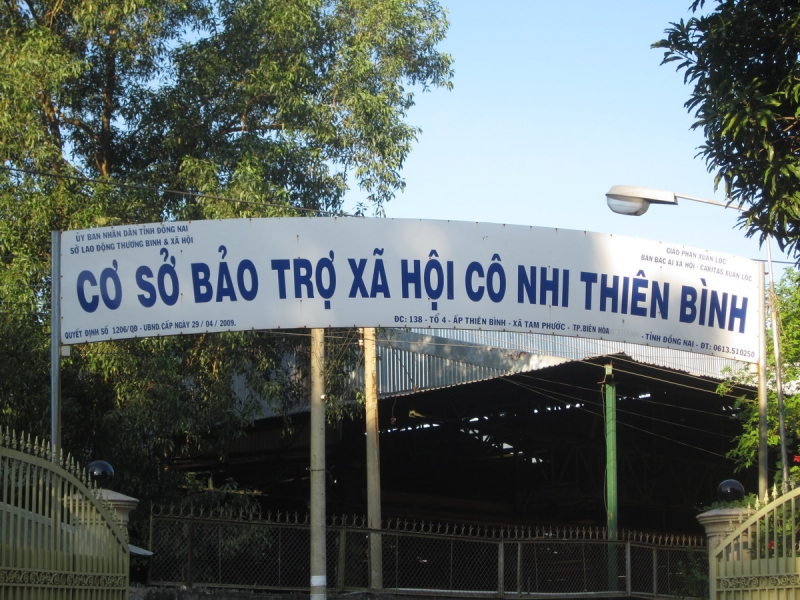 ỦY BAN NHÂN DÂN TỈNH ĐỒNG NAI
SỞ LAO ĐỘNG THƯƠNG BINH & XÃ HỘI
GIÁO PHẬN XUÂN LỘC
BAN BÁC ÁI XÃ HỘI - CARITAS XUÂN LỘC
CƠ SỞ BẢO TRỢ XÃ HỘI CÔ NHI THIÊN BÌNH
QUYẾT ĐỊNH SỐ 1206/QĐ - UBND CẤP NGÀY 29 / 04 / 2009.
ĐC: 138 - TỔ 4 - ẤP THIÊN BÌNH - XÃ TAM PHƯỚC - TP.BIÊN HÒA - TỈNH ĐỒNG NAI - ĐT: 0613.510250